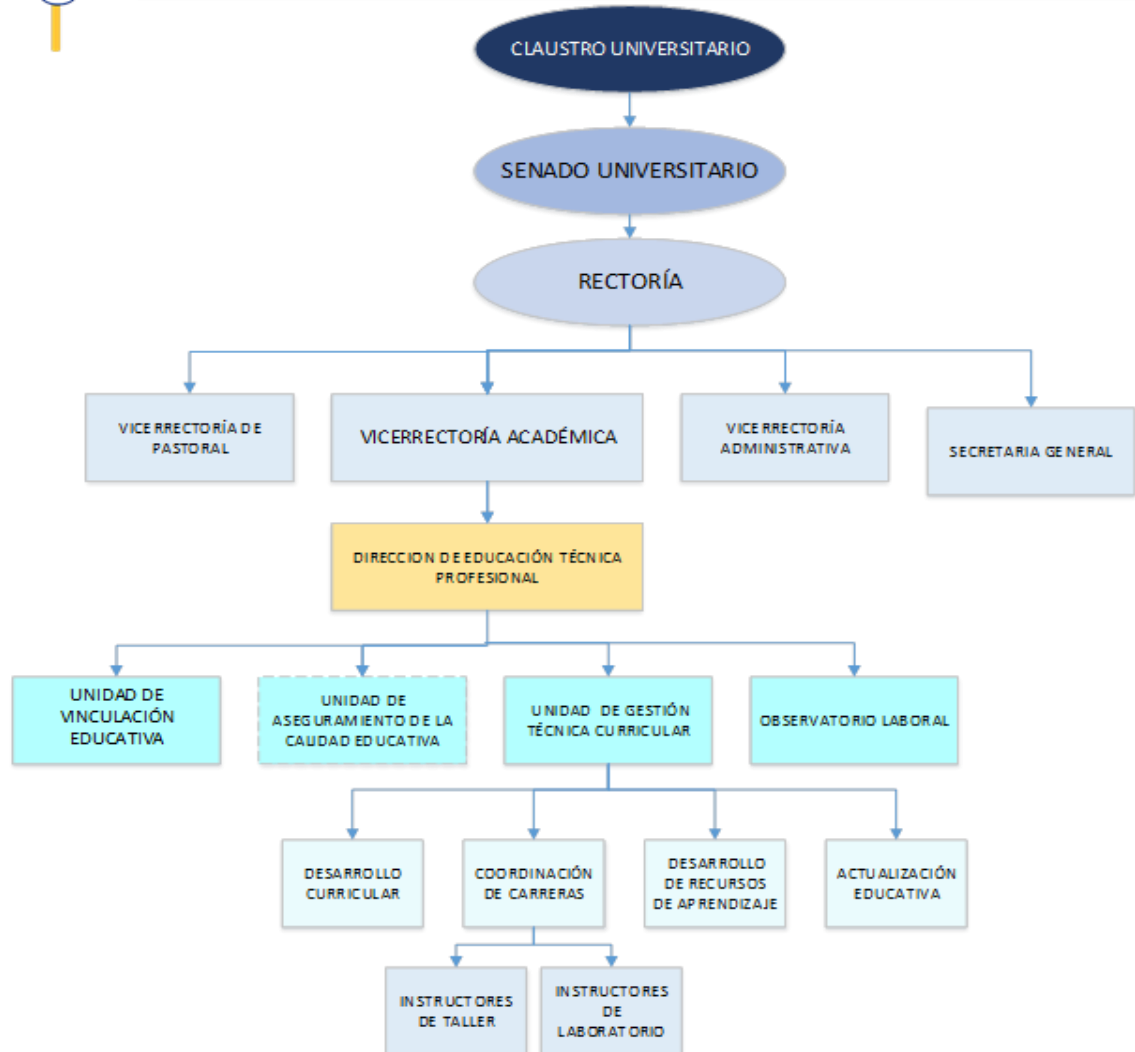 CLAUSTRO UNIVERSITARIO
SENADO UNIVERSITARIO
RECTORÍA
VICERRECTORÍA DE
PASTORAL
VICERRECTORÍA ACADÉMICA
VICERRECTORÍA
ADMINISTRATIVA
SECRETARIA GENERAL
DIRECCION DE EDUCACIÓN TÉCNICA
PROFESIONAL
UNIDAD DE
VINCULACIÓN
EDUCATIVA
UNIDAD DE
ASEGURAMIENTO DE LA
CALIDAD EDUCATIVA
UNIDAD DE GESTIÓN
TÉCNICA CURRICULAR
OBSERVATORIO LABORAL
DESARROLLO
CURRICULAR
COORDINACIÓN
DE CARRERAS
DESARROLLO
DE RECURSOS
DE APRENDIZAJE
ACTUALIZACIÓN
EDUCATIVA
INSTRUCTORES
DE TALLER
INSTRUCTORES
DE
LABORATORIO